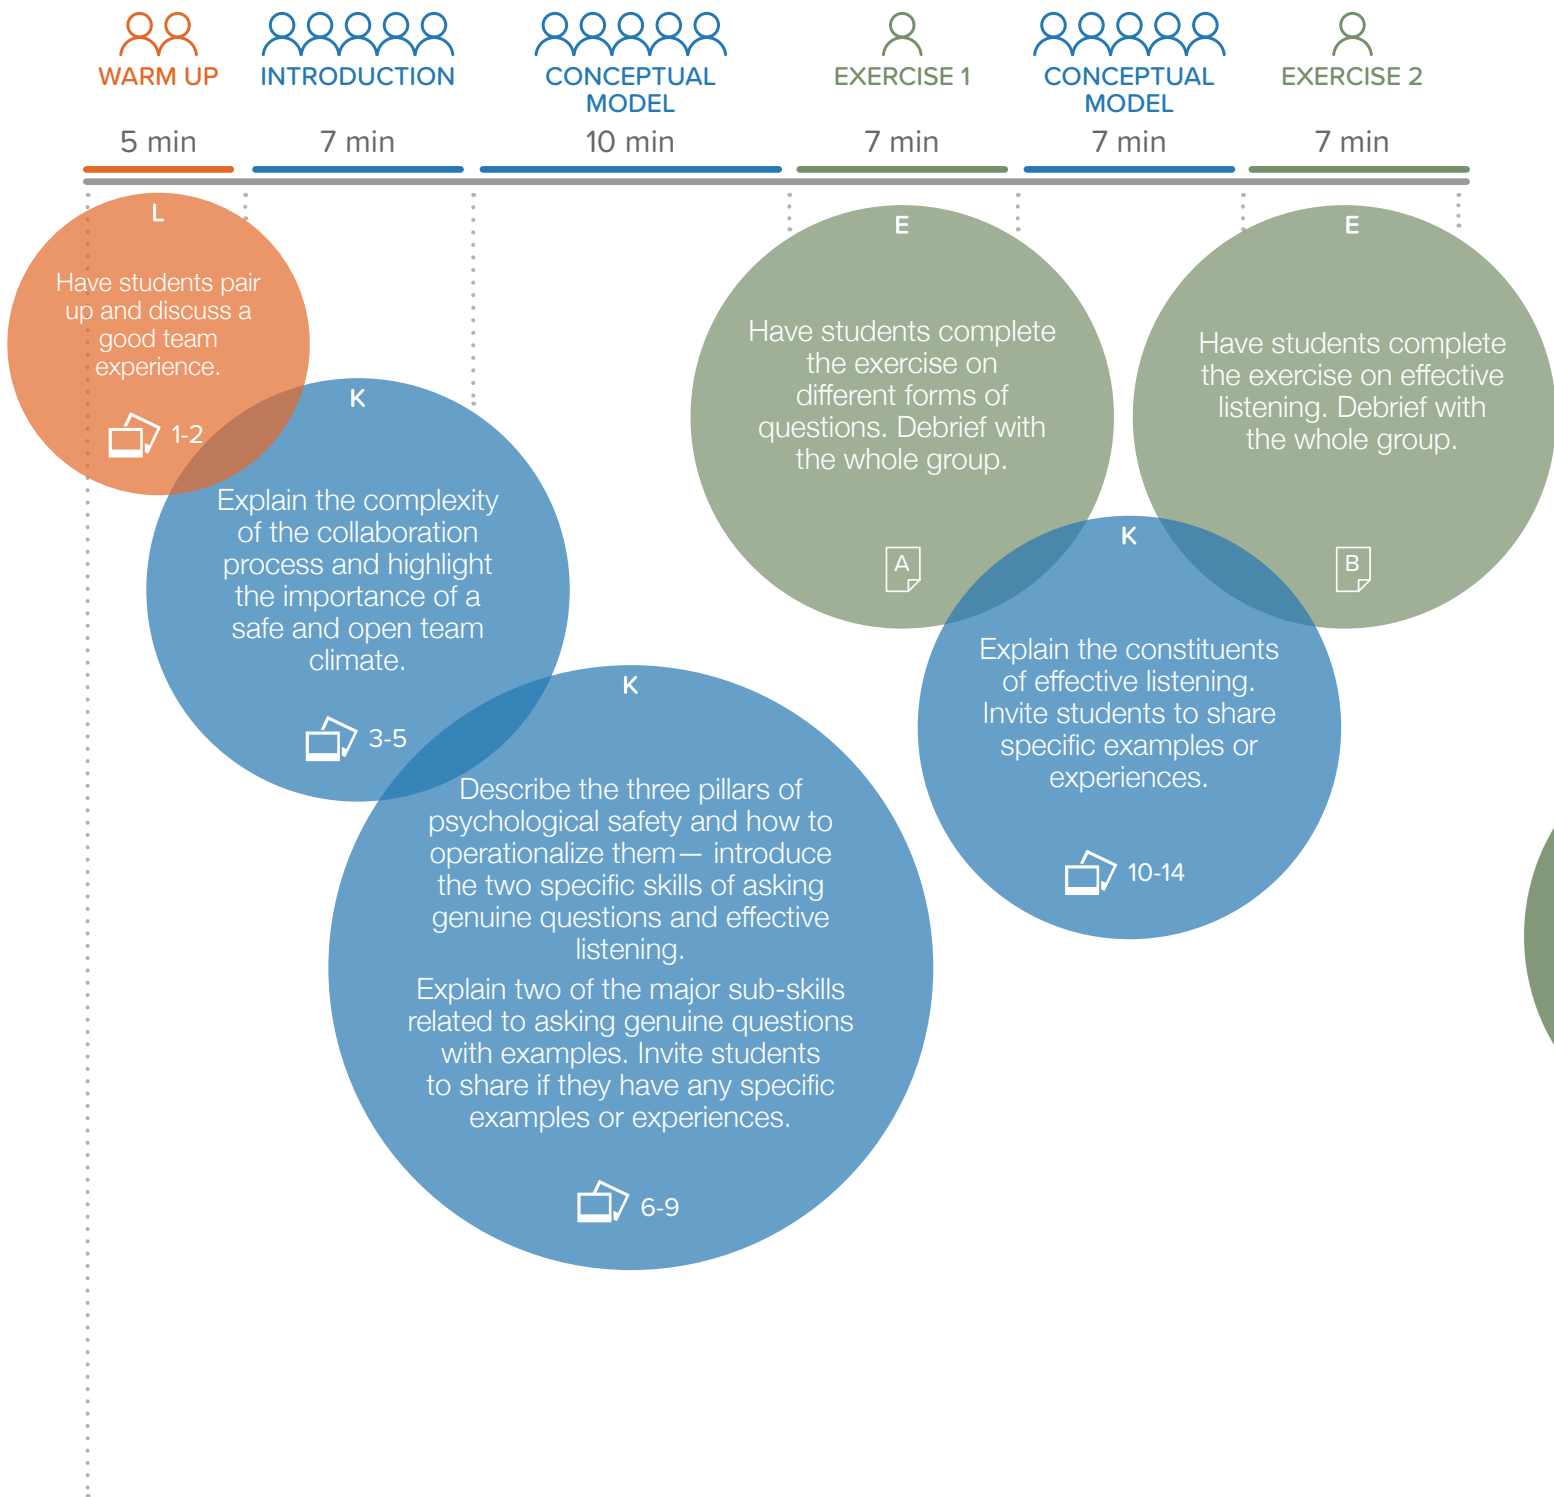 WARM UP
5 min
INTRODUCTION
7 min
CONCEPTUAL
MODEL
10 min
EXERCISE 1
7 min
CONCEPTUAL
MODEL
7 min
EXERCISE 2
7 min
L
Have students pair
up and discuss a
good team
experience.
1-2
K
Explain the complexity
of the collaboration
process and highlight
the importance of a
safe and open team
climate.
3-5
K
Describe the three pillars of
psychological safety and how to
operationalize them— introduce
the two specific skills of asking
genuine questions and effective
listening.
Explain two of the major sub-skills
related to asking genuine questions
with examples. Invite students
to share if they have any specific
examples or experiences.
6-9
E
Have students complete
the exercise on
different forms of
questions. Debrief with
the whole group.
A
K
Explain the constituents
of effective listening.
Invite students to share
specific examples or
experiences.
10-14
E
Have students complete
the exercise on effective
listening. Debrief with
the whole group.
B